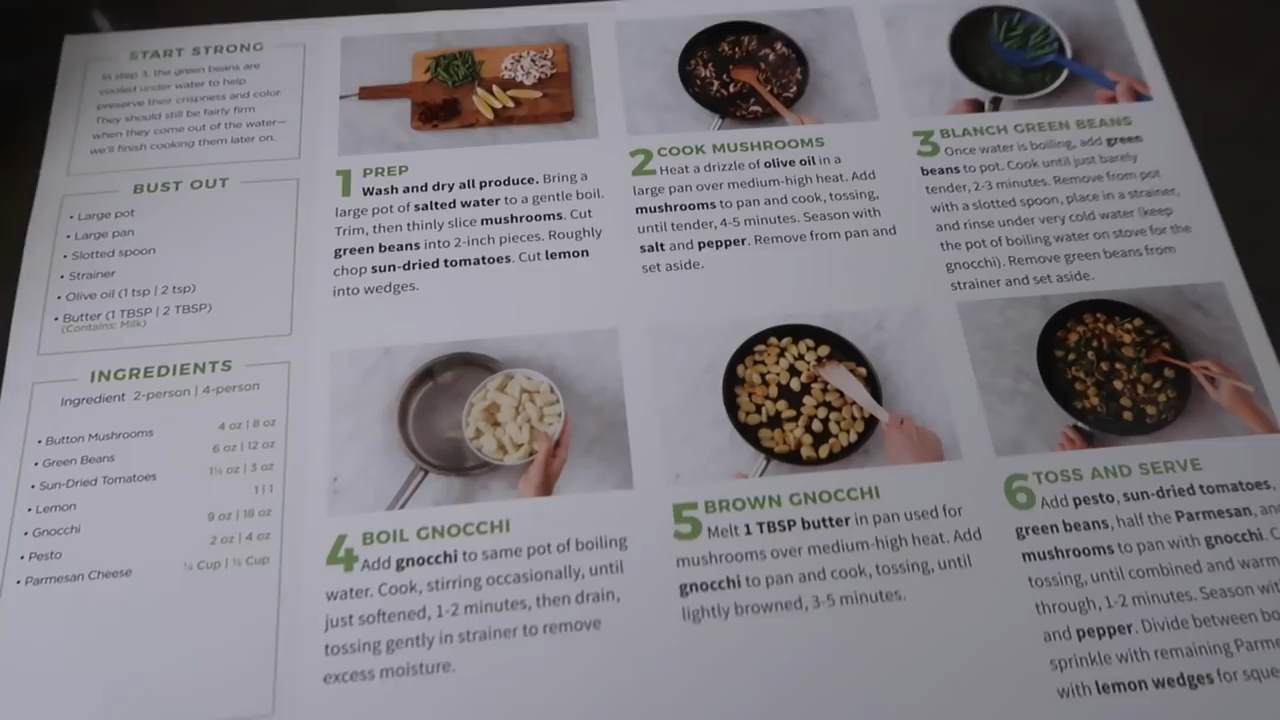 START STRONG
In step 3, the green beans are
cooled under water to help
preserve their crispness and color.
They should still be fairly firm
when they come out of the water—
we'll finish cooking them later on.
BUST OUT
• Large pot
• Large pan
• Slotted spoon
• Strainer
• Olive oil (1 tsp | 2 tsp)
• Butter (1 TBSP | 2 TBSP)
(Contains: Milk)
INGREDIENTS
Ingredient 2-person | 4-person
• Button Mushrooms 4 oz | 8 oz
• Green Beans 6 oz | 12 oz
• Sun-Dried Tomatoes 1½ oz | 3 oz
• Lemon 1 | 1
• Gnocchi 9 oz | 18 oz
• Pesto 2 oz | 4 oz
• Parmesan Cheese ¼ Cup | ½ Cup
1 PREP
Wash and dry all produce. Bring a
large pot of salted water to a gentle boil.
Trim, then thinly slice mushrooms. Cut
green beans into 2-inch pieces. Roughly
chop sun-dried tomatoes. Cut lemon
into wedges.
2 COOK MUSHROOMS
Heat a drizzle of olive oil in a
large pan over medium-high heat. Add
mushrooms to pan and cook, tossing,
until tender, 4-5 minutes. Season with
salt and pepper. Remove from pan and
set aside.
3 BLANCH GREEN BEANS
Once water is boiling, add green
beans to pot. Cook until just barely
tender, 2-3 minutes. Remove from pot
with a slotted spoon, place in a strainer,
and rinse under very cold water (keep
the pot of boiling water on stove for the
gnocchi). Remove green beans from
strainer and set aside.
4 BOIL GNOCCHI
Add gnocchi to same pot of boiling
water. Cook, stirring occasionally, until
just softened, 1-2 minutes, then drain,
tossing gently in strainer to remove
excess moisture.
5 BROWN GNOCCHI
Melt 1 TBSP butter in pan used for
mushrooms over medium-high heat. Add
gnocchi to pan and cook, tossing, until
lightly browned, 3-5 minutes.
6 TOSS AND SERVE
Add pesto, sun-dried tomatoes,
green beans, half the Parmesan, and
mushrooms to pan with gnocchi.
tossing, until combined and warm
through, 1-2 minutes. Season
and pepper. Divide between
sprinkle with remaining
with lemon wedges for